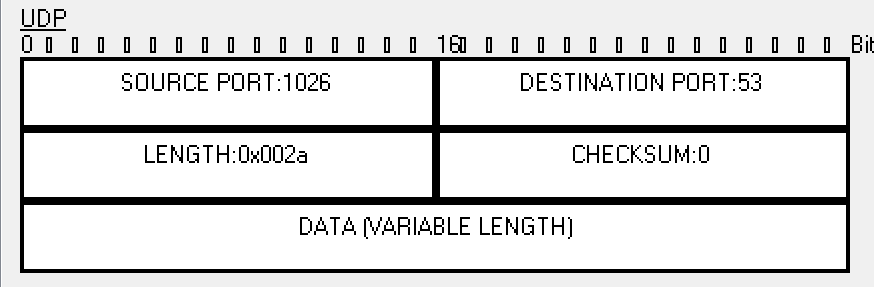 UDP
0 16 Bit
SOURCE PORT:1026 DESTINATION PORT:53
LENGTH:0x002a CHECKSUM:0
DATA (VARIABLE LENGTH)